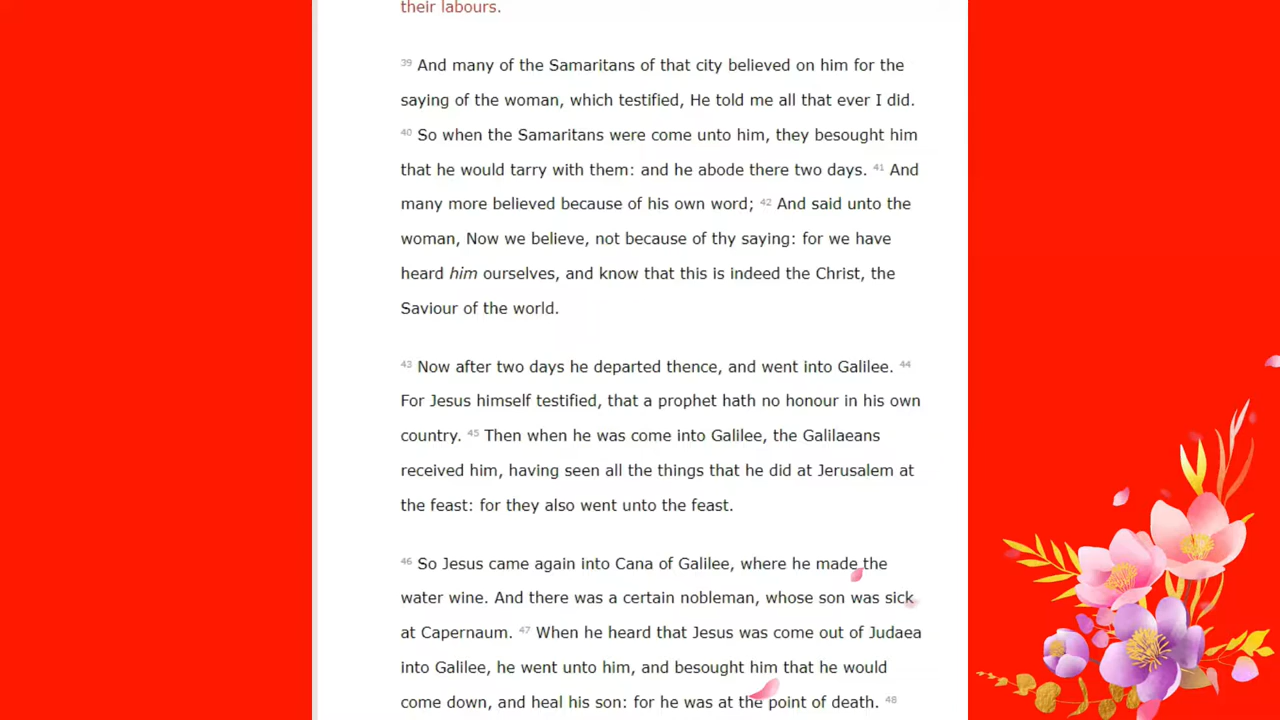 their labours.
39 And many of the Samaritans of that city believed on him for the
saying of the woman, which testified, He told me all that ever I did.
40 So when the Samaritans were come unto him, they besought him
that he would tarry with them: and he abode there two days. 41 And
many more believed because of his own word; 42 And said unto the
woman, Now we believe, not because of thy saying: for we have
heard him ourselves, and know that this is indeed the Christ, the
Saviour of the world.
43 Now after two days he departed thence, and went into Galilee. 44
For Jesus himself testified, that a prophet hath no honour in his own
country. 45 Then when he was come into Galilee, the Galilaeans
received him, having seen all the things that he did at Jerusalem at
the feast: for they also went unto the feast.
46 So Jesus came again into Cana of Galilee, where he made the
water wine. And there was a certain nobleman, whose son was sick
at Capernaum. 47 When he heard that Jesus was come out of Judaea
into Galilee, he went unto him, and besought him that he would
come down, and heal his son: for he was at the point of death. 48